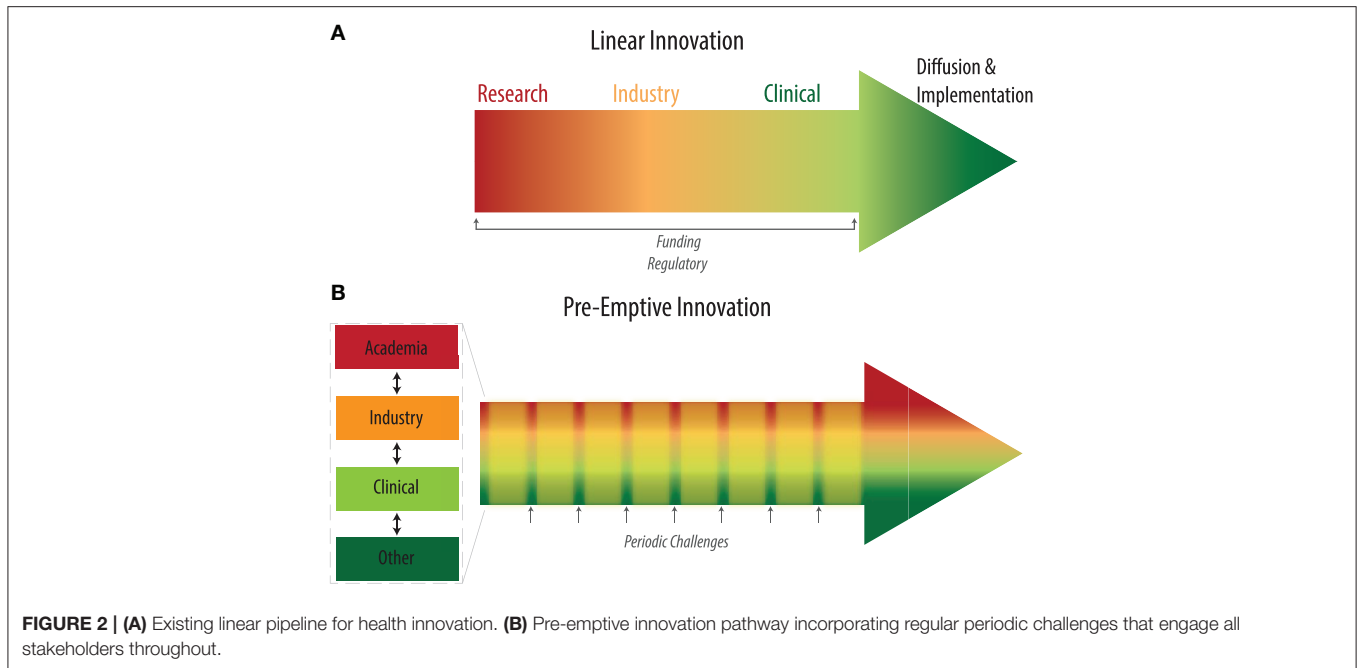 A
Linear Innovation
Research Industry Clinical
Diffusion &
Implementation
Funding
Regulatory
B
Pre-Emptive Innovation
Academia
Industry
Clinical
Other
Periodic Challenges
FIGURE 2 | (A) Existing linear pipeline for health innovation. (B) Pre-emptive innovation pathway incorporating regular periodic challenges that engage all
stakeholders throughout.